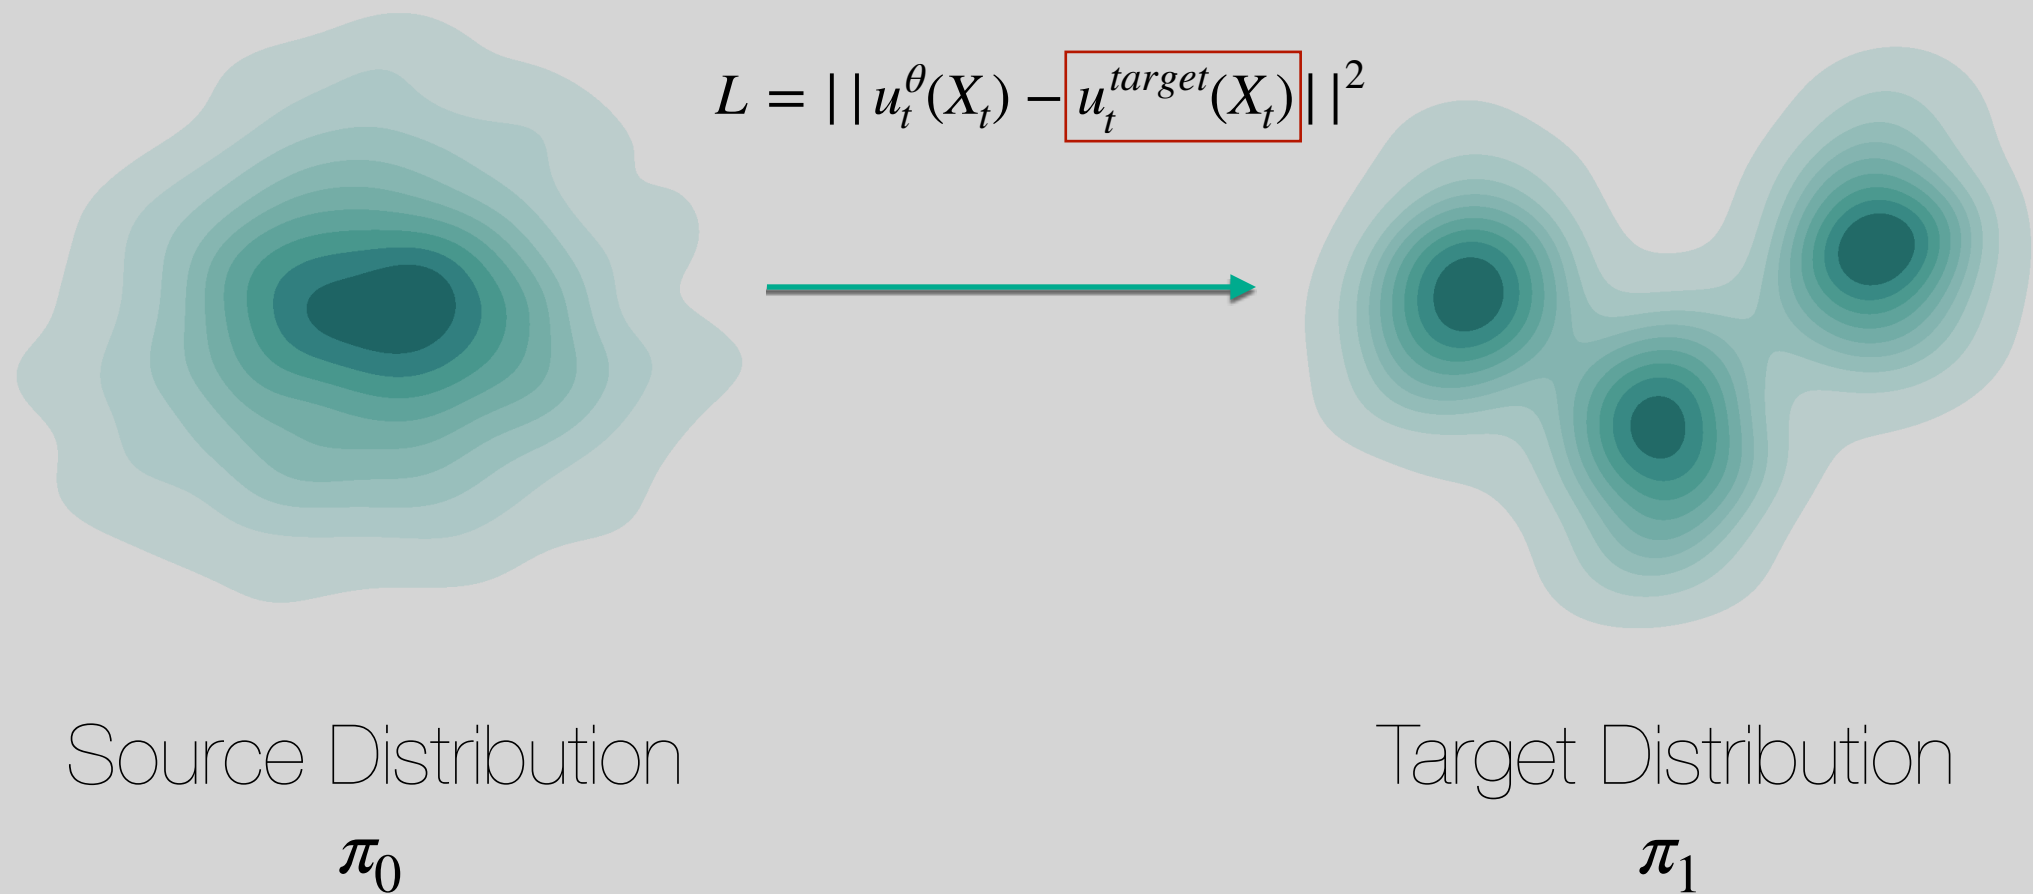 L = ||u_t^θ(X_t) − u_t^{target}(X_t)||^2
Source Distribution
π_0
Target Distribution
π_1